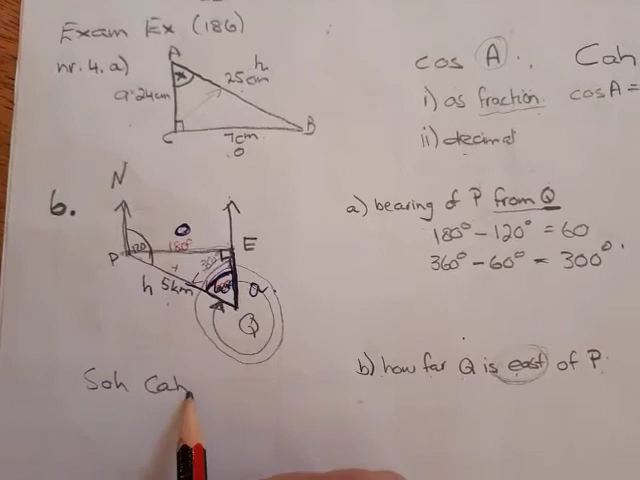 Exam Ex (186)
nr. 4. a)
A
x
h
25cm
a 24cm
C
7cm
o
B
cos A Cah
i) as fraction cosA =
ii) decimal
6.
N
P
120
180°
o
E
360°
x
h 5km
60°
a
Q
a) bearing of P from Q
180° - 120° = 60
360° - 60° = 300°.
b) how far Q is east of P.
Soh Cah